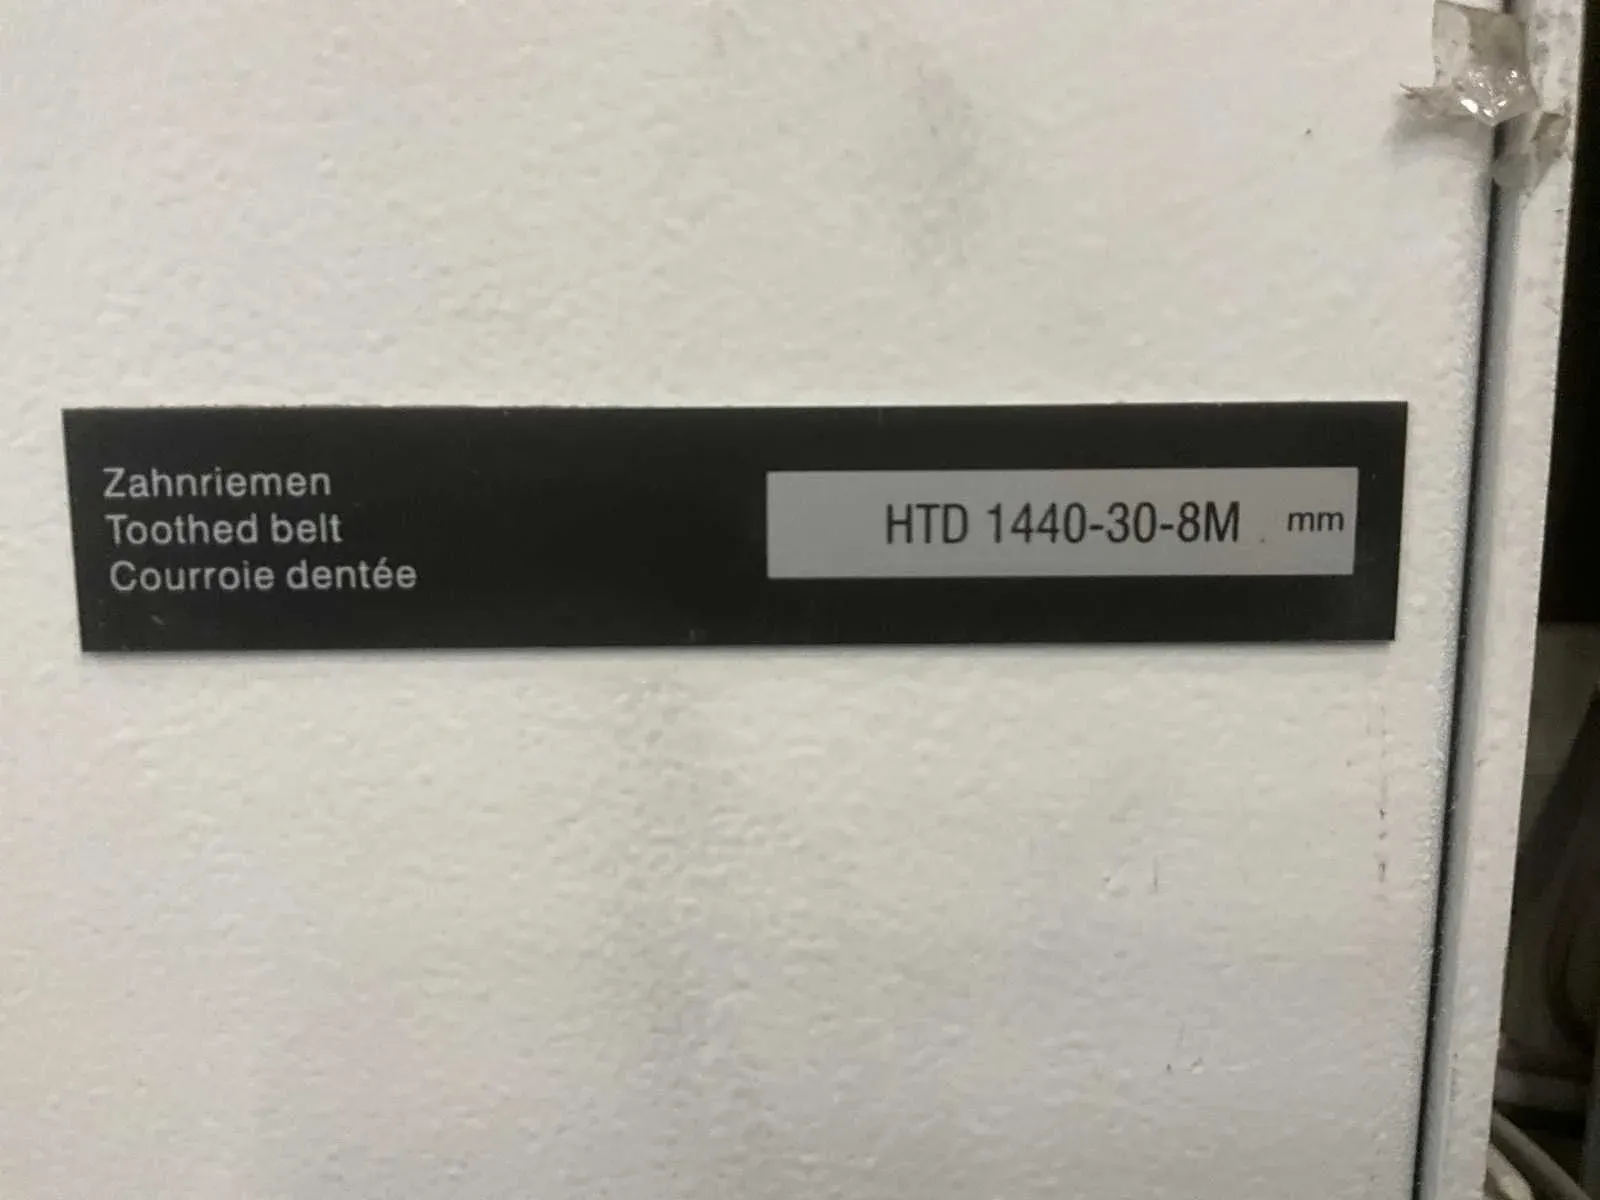 Zahnriemen
Toothed belt
Courroie dentée
HTD 1440-30-8M mm